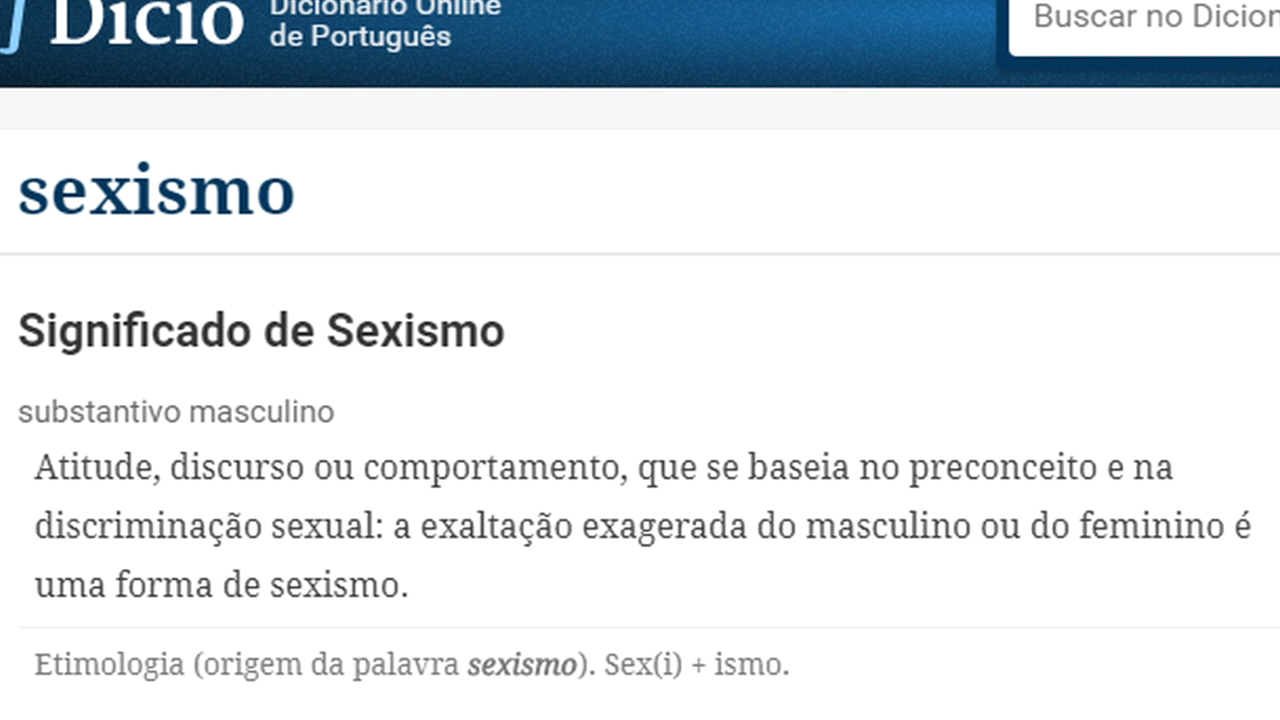 Dicio
Dicionário Online
de Português
Buscar no Dicion
sexismo
Significado de Sexismo
substantivo masculino
Atitude, discurso ou comportamento, que se baseia no preconceito e na
discriminação sexual: a exaltação exagerada do masculino ou do feminino é
uma forma de sexismo.
Etimologia (origem da palavra sexismo). Sex(i) + ismo.